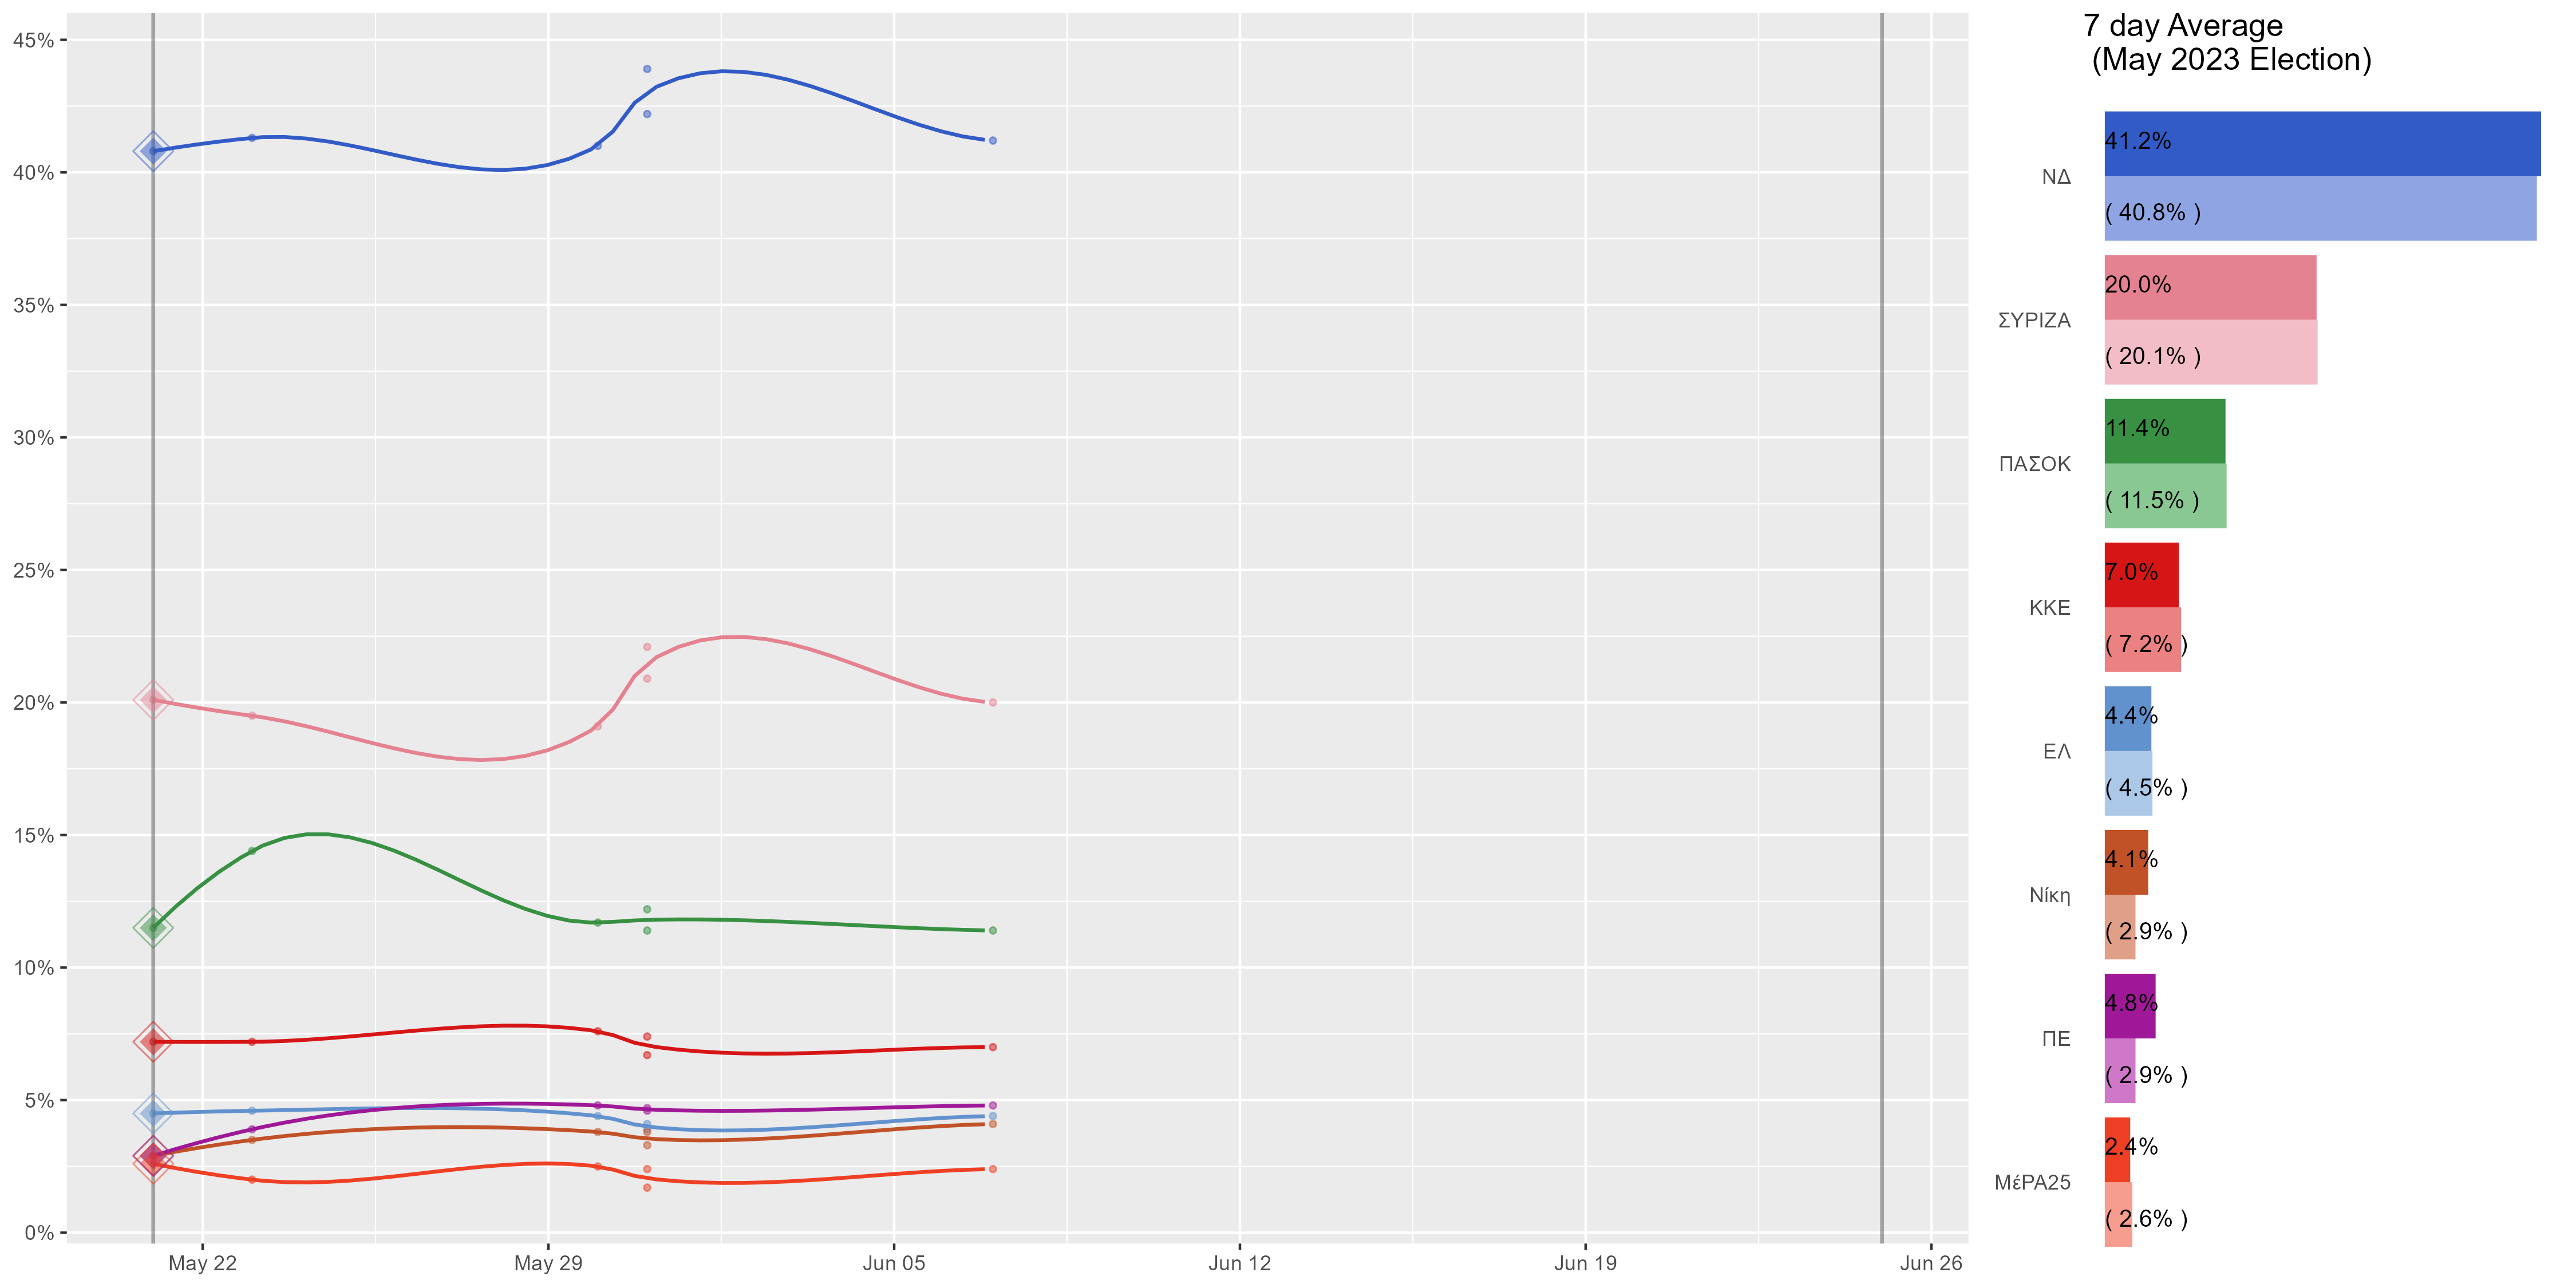 45%
40%
35%
30%
25%
20%
15%
10%
5%
0%
May 22
May 29
Jun 05
Jun 12
Jun 19
Jun 26
7 day Average
(May 2023 Election)
ΝΔ
41.2%
( 40.8% )
ΣΥΡΙΖΑ
20.0%
( 20.1% )
ΠΑΣΟΚ
11.4%
( 11.5% )
ΚΚΕ
7.0%
( 7.2% )
ΕΛ
4.4%
( 4.5% )
Νίκη
4.1%
( 2.9% )
ΠΕ
4.8%
( 2.9% )
ΜέΡΑ25
2.4%
( 2.6% )